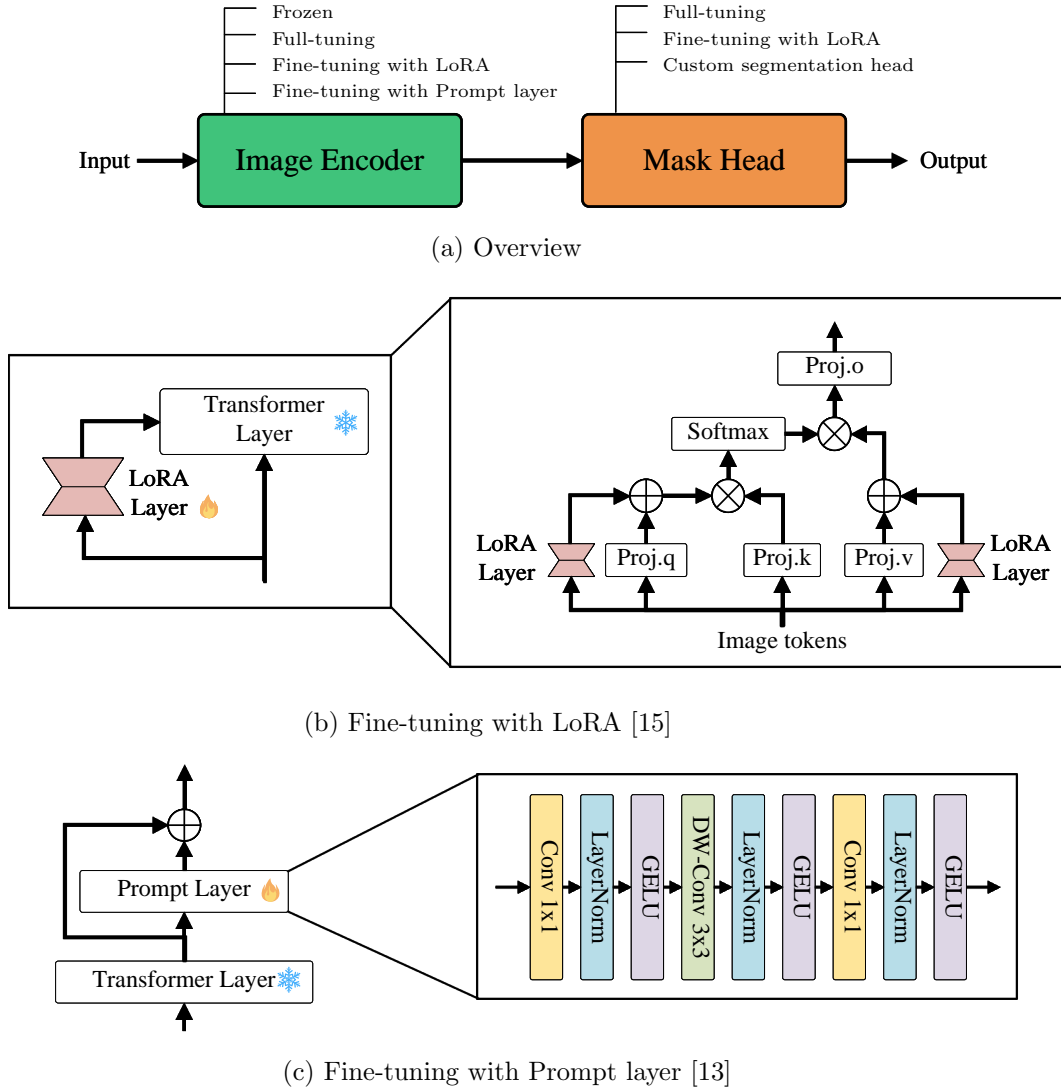 Frozen
Full-tuning
Fine-tuning with LoRA
Fine-tuning with Prompt layer
Full-tuning
Fine-tuning with LoRA
Custom segmentation head
Input
Image Encoder
Mask Head
Output
(a) Overview
Transformer
Layer
LoRA
Layer
Proj.o
Softmax
LoRA
Layer
Proj.q
Proj.k
Proj.v
LoRA
Layer
Image tokens
(b) Fine-tuning with LoRA [15]
Prompt Layer
Transformer Layer
Conv 1x1
LayerNorm
GELU
DW-Conv 3x3
LayerNorm
GELU
Conv 1x1
LayerNorm
GELU
(c) Fine-tuning with Prompt layer [13]